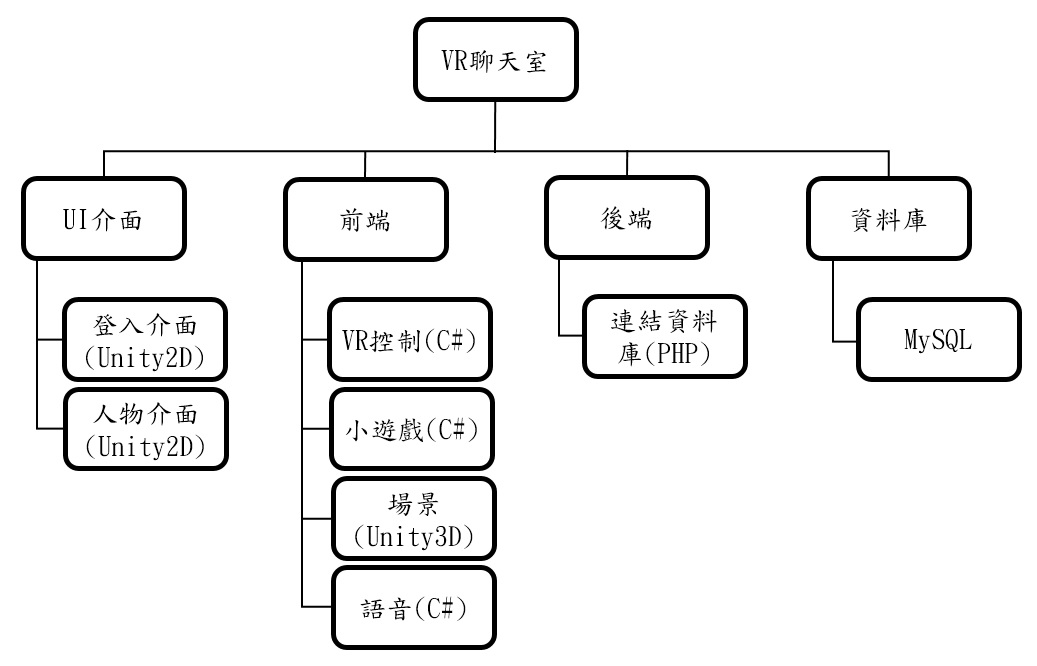 VR聊天室
UI介面
前端
後端
資料庫
登入介面
(Unity2D)
人物介面
(Unity2D)
VR控制(C#)
小遊戲(C#)
場景
(Unity3D)
語音(C#)
連結資料
庫(PHP)
MySQL